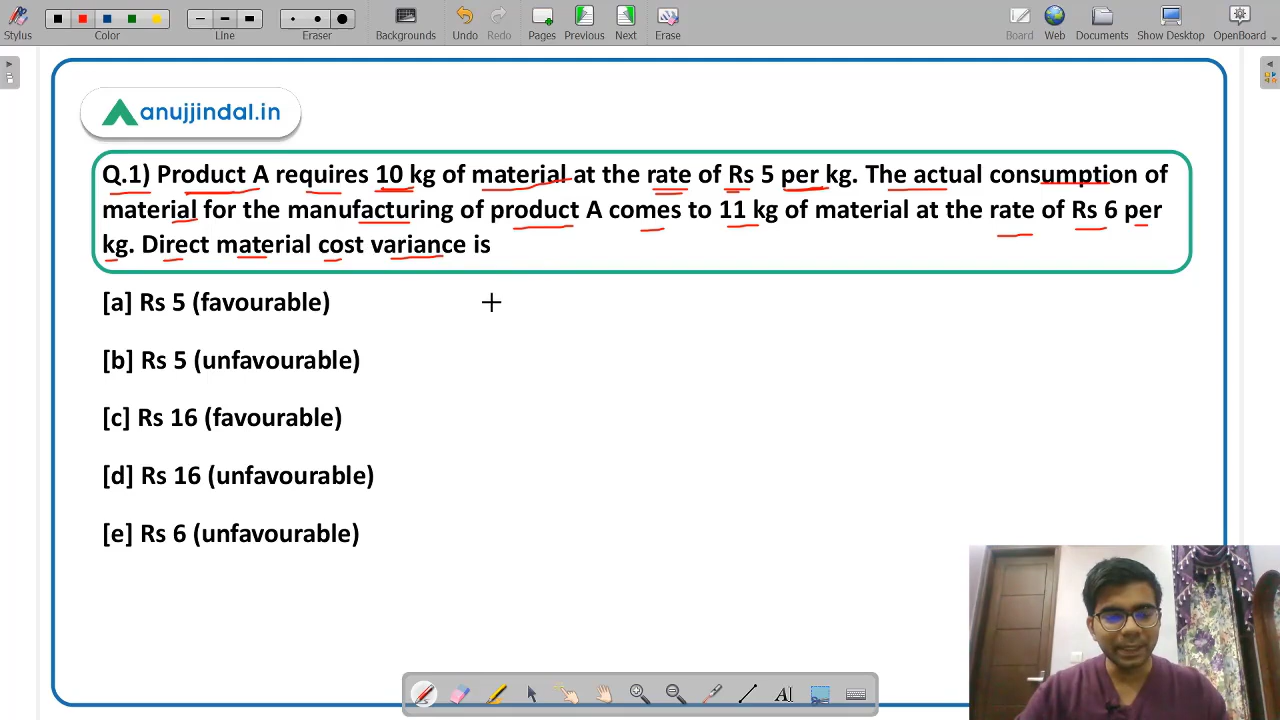 Stylus
Color
Line
Eraser
Backgrounds
Undo
Redo
Pages
Previous
Next
Erase
Board
Web
Documents
Show Desktop
OpenBoard
anujjindal.in
Q.1) Product A requires 10 kg of material at the rate of Rs 5 per kg. The actual consumption of
material for the manufacturing of product A comes to 11 kg of material at the rate of Rs 6 per
kg. Direct material cost variance is
[a] Rs 5 (favourable)
[b] Rs 5 (unfavourable)
[c] Rs 16 (favourable)
[d] Rs 16 (unfavourable)
[e] Rs 6 (unfavourable)